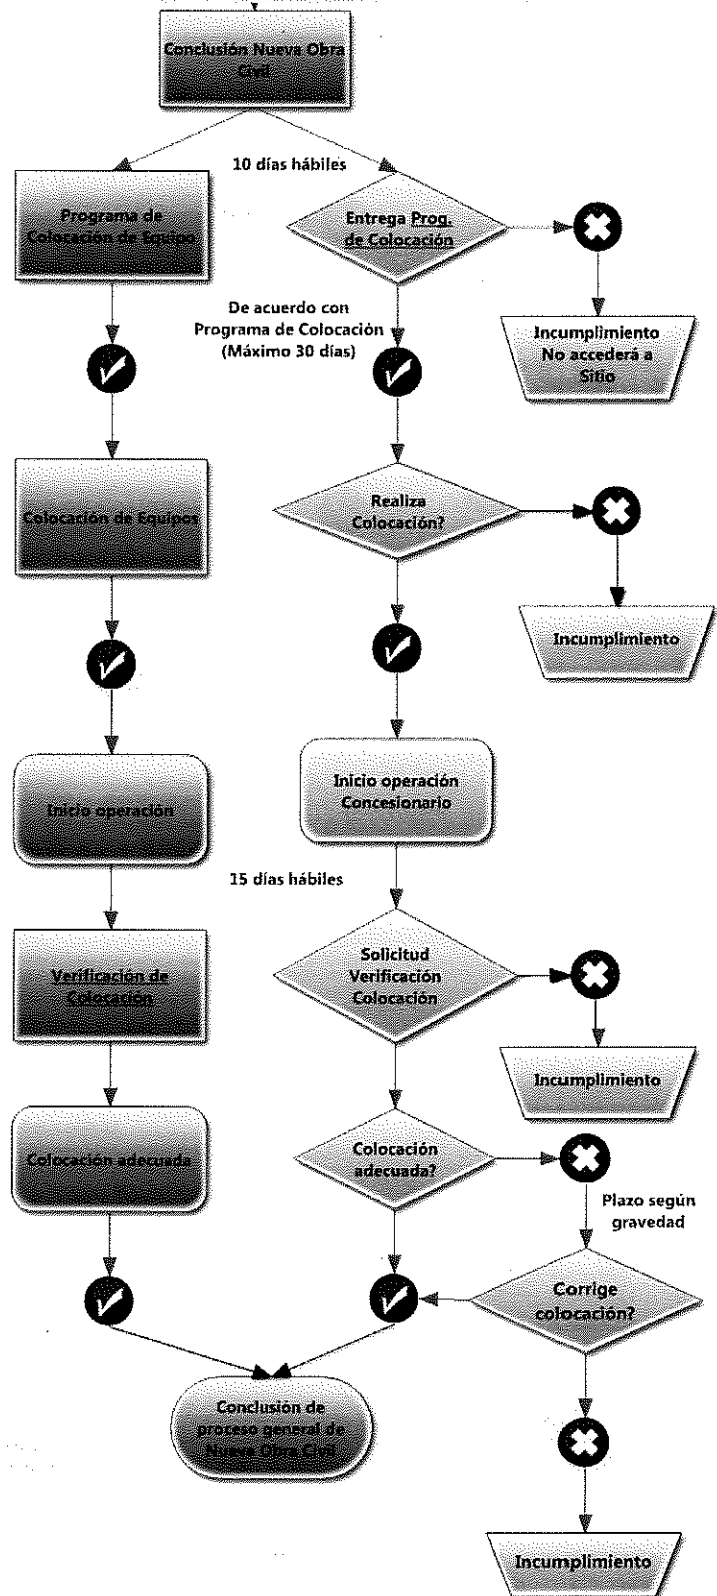 Conclusión Nueva Obra
Civil
10 días hábiles
Programa de
Colocación de Equipo
Entrega Prog.
de Colocación
De acuerdo con
Programa de Colocación
(Máximo 30 días)
Incumplimiento
No accederá a
Sitio
Colocación de Equipos
Realiza
Colocación?
Incumplimiento
Inicio operación
Inicio operación
Concesionario
15 días hábiles
Verificación de
Colocación
Solicitud
Verificación
Colocación
Incumplimiento
Colocación adecuada
Colocación
adecuada?
Plazo según
gravedad
Corrige
colocación?
Conclusión de
proceso general de
Nueva Obra Civil
Incumplimiento